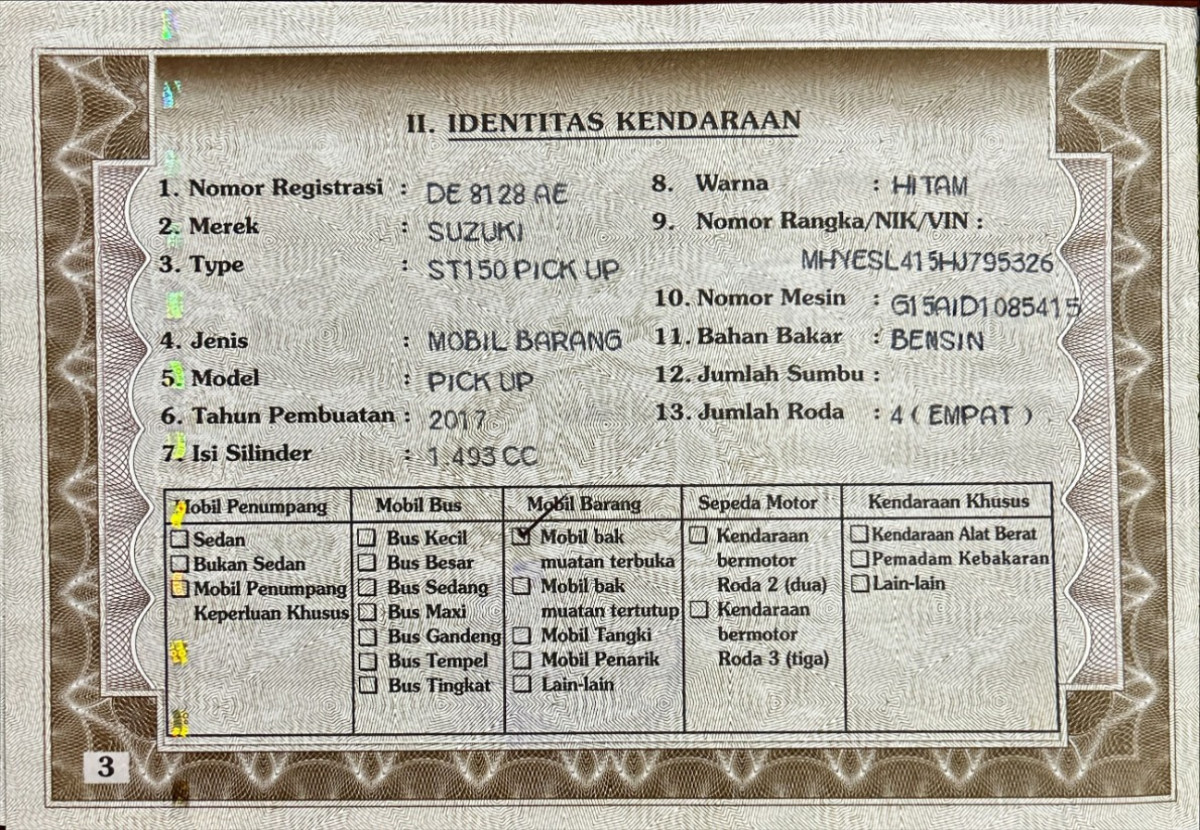 II. IDENTITAS KENDARAAN
1. Nomor Registrasi : DE 8128 AE
2. Merek : SUZUKI
3. Type : ST150 PICK UP
4. Jenis : MOBIL BARANG
5. Model : PICK UP
6. Tahun Pembuatan : 2017
7. Isi Silinder : 1.493 CC
8. Warna : HITAM
9. Nomor Rangka/NIK/VIN :
MHYESL415HJ795326
10. Nomor Mesin : G15AID1085415
11. Bahan Bakar : BENSIN
12. Jumlah Sumbu :
13. Jumlah Roda : 4 ( EMPAT )
Mobil Penumpang
Sedan
Bukan Sedan
Mobil Penumpang
Keperluan Khusus
Mobil Bus
Bus Kecil
Bus Besar
Bus Sedang
Bus Maxi
Bus Gandeng
Bus Tempel
Bus Tingkat
Mobil Barang
Mobil bak
muatan terbuka
Mobil bak
muatan tertutup
Mobil Tangki
Mobil Penarik
Lain-lain
Sepeda Motor
Kendaraan
bermotor
Roda 2 (dua)
Kendaraan
bermotor
Roda 3 (tiga)
Kendaraan Khusus
Kendaraan Alat Berat
Pemadam Kebakaran
Lain-lain
3